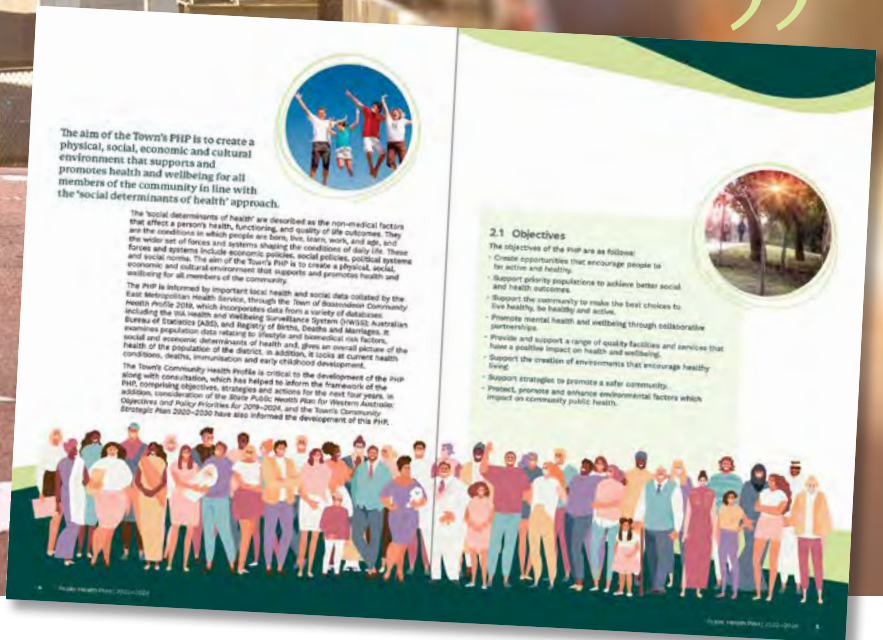 The aim of the Town's PHP is to create a
physical, social, economic and cultural
environment that supports and
promotes health and wellbeing for all
members of the community in line with
the 'social determinants of health' approach.
The 'social determinants of health' are described as the non-medical factors
that affect a person's health, functioning, and quality of life outcomes. They
are the conditions in which people are born, live, learn, work, and age, and
the wider set of forces and systems shaping the conditions of daily life. These
forces and systems include economic policies, social policies, political systems
and social norms. The aim of the Town's PHP is to create a physical, social,
economic and cultural environment that supports and promotes health and
wellbeing for all members of the community.
The PHP is informed by important local health and social data collated by the
East Metropolitan Health Service, through the Town of Bassendean Community
Health Profile 2019, which incorporates data from a variety of databases
including the WA Health and Wellbeing Surveillance System (HWSS); Australian
Bureau of Statistics (ABS), and Registry of Births, Deaths and Marriages. It
examines population data relating to lifestyle and biomedical risk factors,
social and economic determinants of health and, gives an overall picture of the
health of the population of the district. In addition, it looks at current health
conditions, deaths, immunisation and early childhood development.
The Town's Community Health Profile is critical to the development of the PHP
along with consultation, which has helped to inform the framework of the
PHP, comprising objectives, strategies and actions for the next four years. In
addition, consideration of the State Public Health Plan for Western Australia:
Objectives and Policy Priorities for 2019–2024, and the Town's Community
Strategic Plan 2020–2030 have also informed the development of this PHP.
2.1 Objectives
The objectives of the PHP are as follows:
- Create opportunities that encourage people to
be active and healthy.
- Support priority populations to achieve better social
and health outcomes.
- Support the community to make the best choices to
live healthy, be healthy and active.
- Promote mental health and wellbeing through collaborative
partnerships.
- Provide and support a range of quality facilities and services that
have a positive impact on health and wellbeing.
- Support the creation of environments that encourage healthy
living.
- Support strategies to promote a safer community.
- Protect, promote and enhance environmental factors which
impact on community public health.
Public Health Plan |
Public Health Plan |